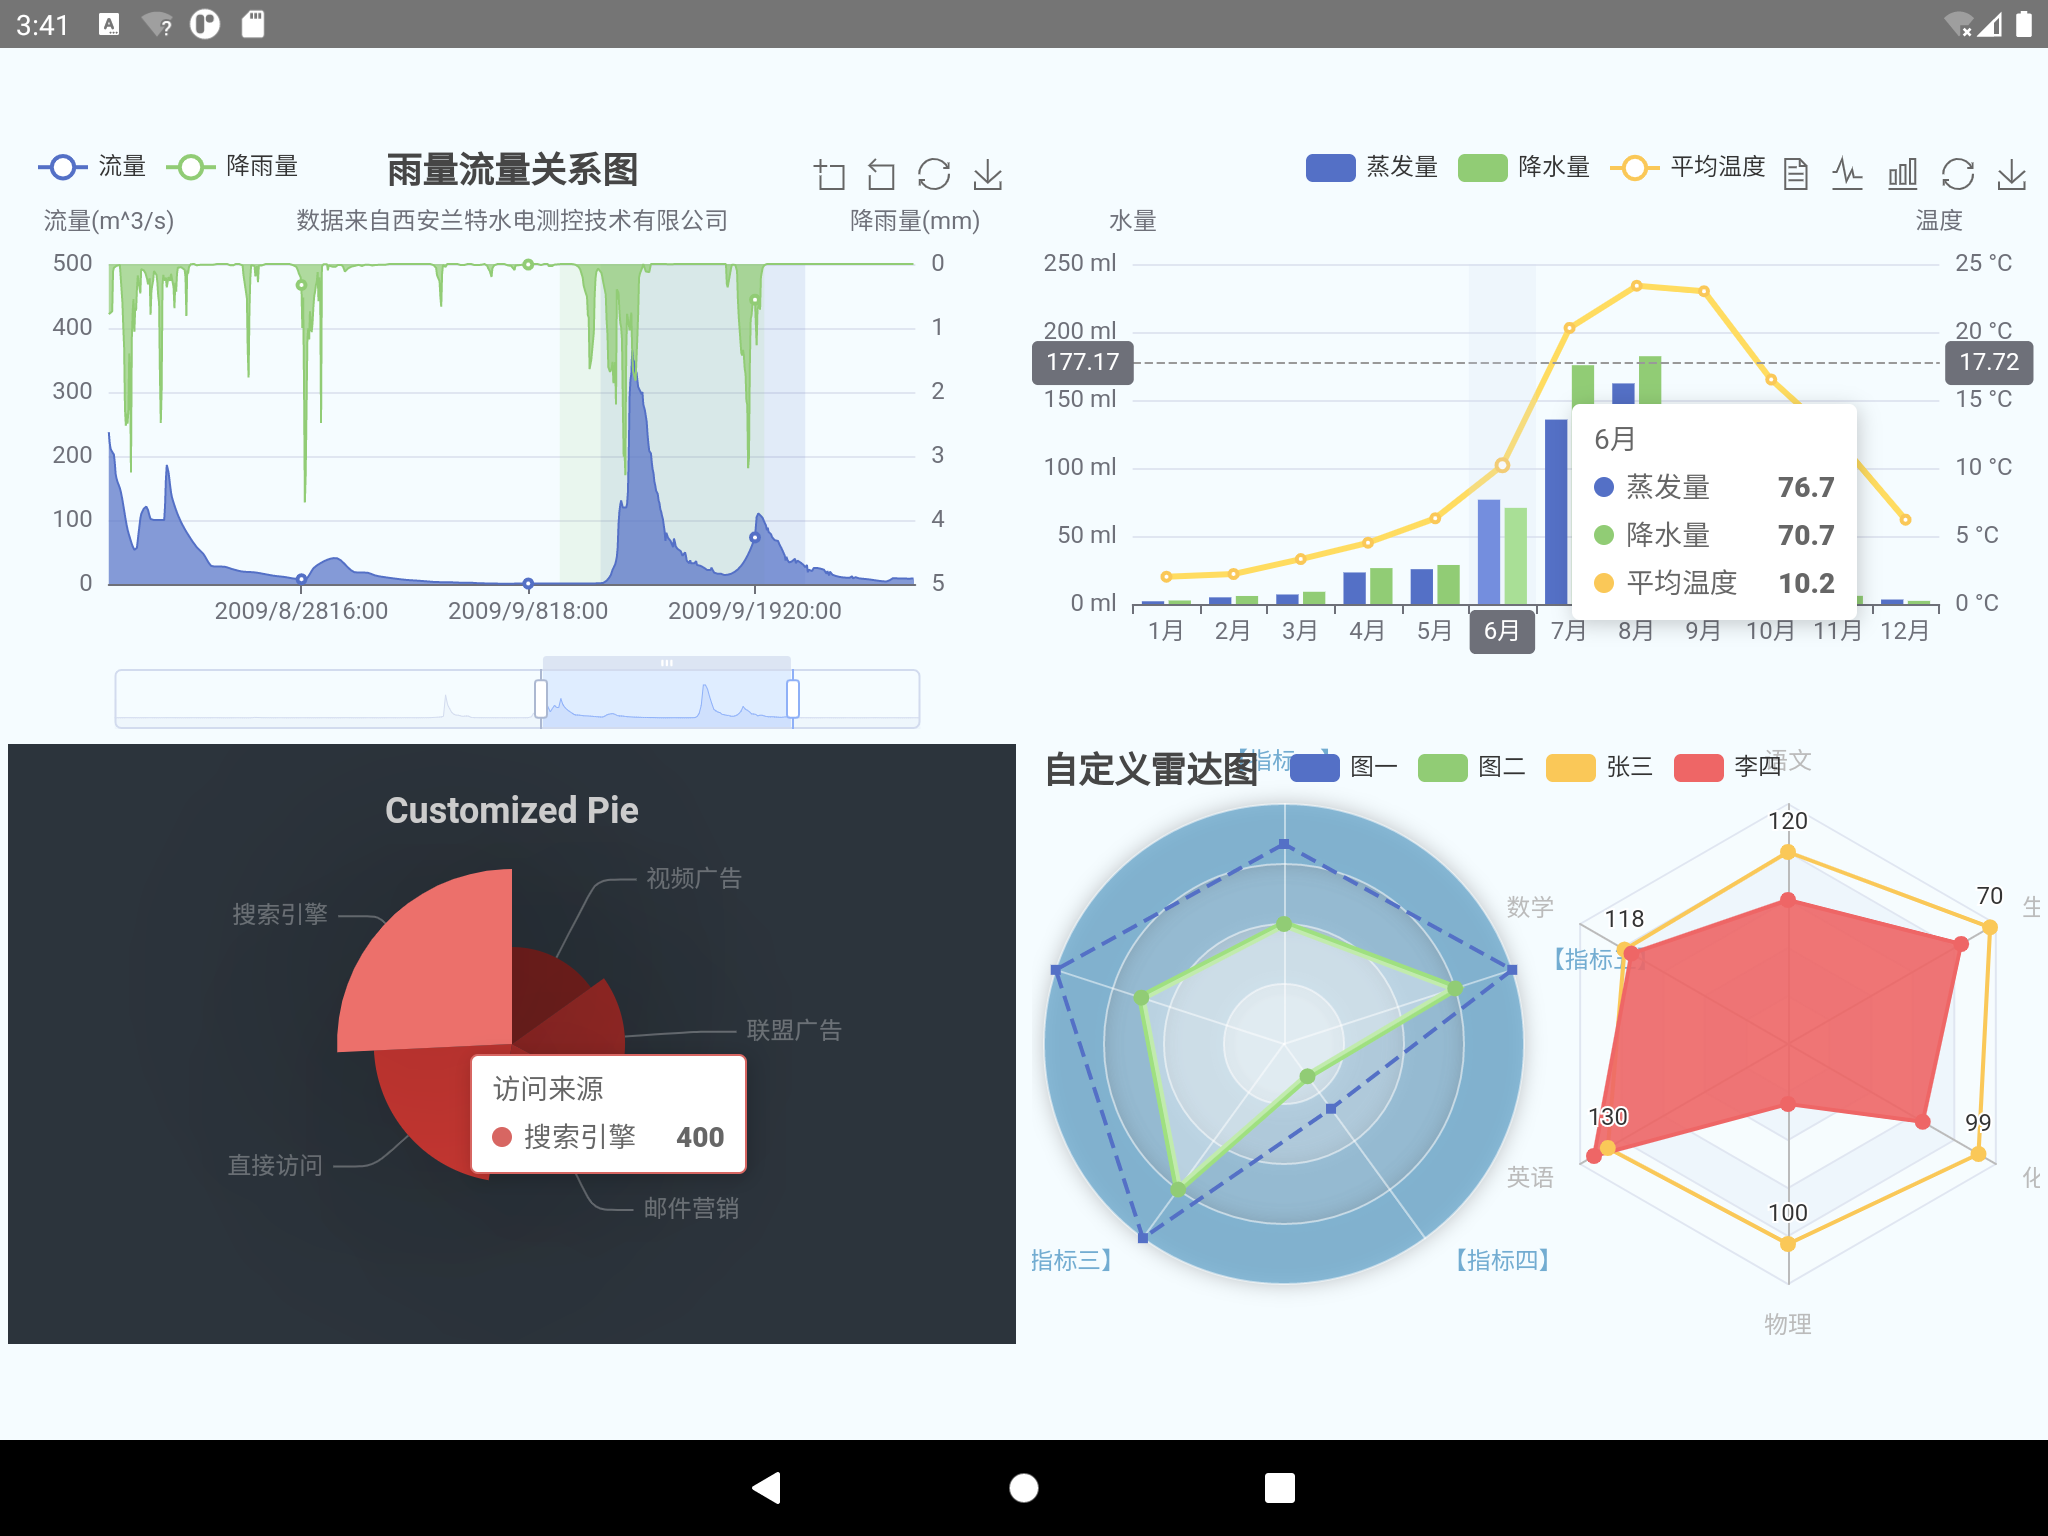 3:41
流量
降雨量
雨量流量关系图
流量(m^3/s)
数据来自西安兰特水电测控技术有限公司
降雨量(mm)
500
400
300
200
100
0
0
1
2
3
4
5
2009/8/2816:00
2009/9/818:00
2009/9/1920:00
蒸发量
降水量
平均温度
水量
温度
250 ml
200 ml
177.17
150 ml
100 ml
50 ml
0 ml
25 °C
20 °C
17.72
15 °C
10 °C
5 °C
0 °C
6月
蒸发量 76.7
降水量 70.7
平均温度 10.2
1月
2月
3月
4月
5月
6月
7月
8月
9月
10月
11月
12月
Customized Pie
视频广告
搜索引擎
联盟广告
访问来源
搜索引擎 400
直接访问
邮件营销
自定义雷达图
【指标
图一
图二
张三
李四
语文
120
70
数学
118
生
【指标五
130
99
英语
化
100
指标三】
【指标四】
物理